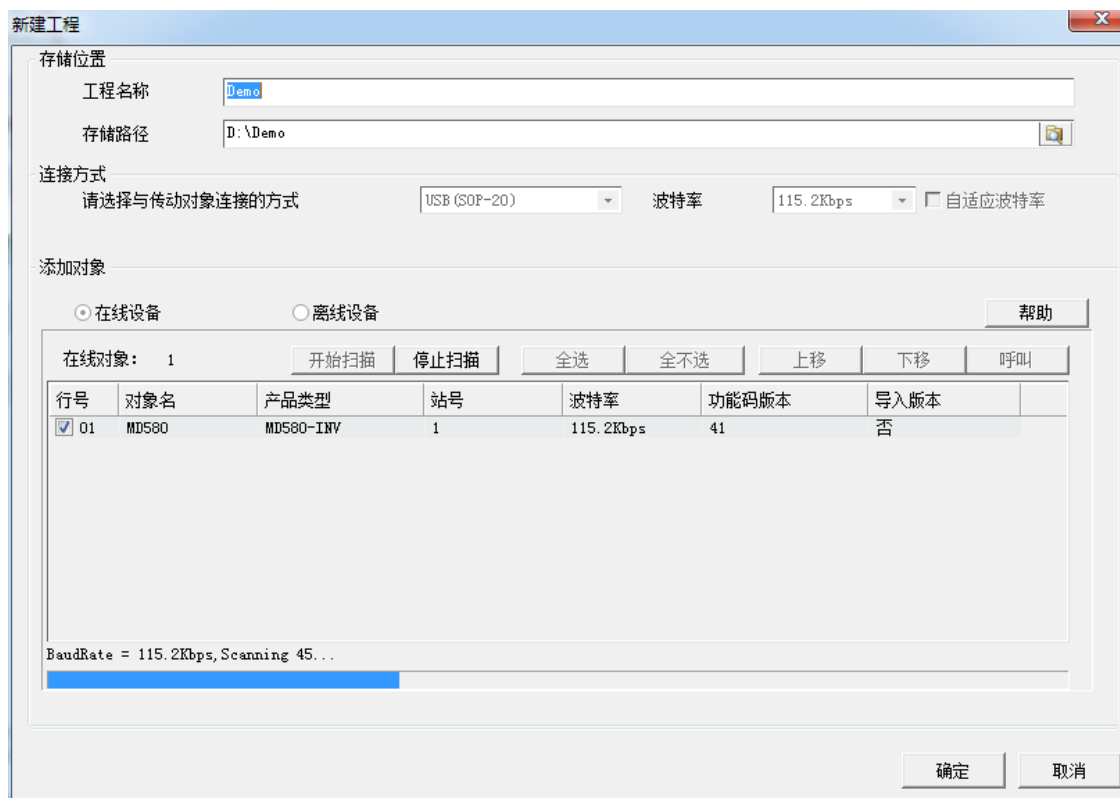 新建工程
存储位置
工程名称 Demo
存储路径 D:\Demo
连接方式
请选择与传动对象连接的方式 USB(SOP-20) 波特率 115.2Kbps 自适应波特率
添加对象
在线设备 离线设备 帮助
在线对象： 1 开始扫描 停止扫描 全选 全不选 上移 下移 呼叫
行号 对象名 产品类型 站号 波特率 功能码版本 导入版本
01 MD580 MD580-INV 1 115.2Kbps 41 否
BaudRate = 115.2Kbps,Scanning 45...
确定 取消